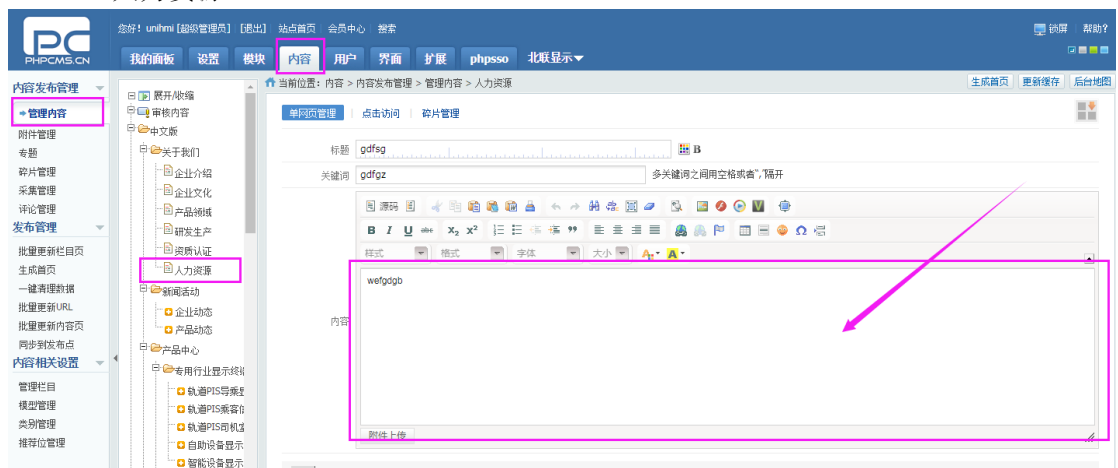 PHPCMS.CN
您好! unihmi [超级管理员] [退出] 站点首页 会员中心 搜索
锁屏 帮助?
我的面板 设置 模块 内容 用户 界面 扩展 phpsso 北联显示
当前位置: 内容 > 内容发布管理 > 管理内容 > 人力资源
生成首页 更新缓存 后台地图
内容发布管理
管理内容
附件管理
专题
碎片管理
采集管理
评论管理
发布管理
批量更新栏目页
生成首页
一键清理数据
批量更新URL
批量更新内容页
同步到发布点
内容相关设置
管理栏目
模型管理
类别管理
推荐位管理
展开/收缩
审核内容
中文版
关于我们
企业介绍
企业文化
产品领域
研发生产
资质认证
人力资源
新闻活动
企业动态
产品动态
产品中心
专用行业显示终端
轨道PIS导乘
轨道PIS乘客
轨道PIS司机室
自助设备显示
智能设备显示
单网页管理 点击访问 碎片管理
标题 gdfsg B
关键词 gdfgz 多关键词之间用空格或者“,”隔开
源码
B I U abc X₂ X²
样式 格式 字体 大小 A A
内容
wefgdgb
附件上传